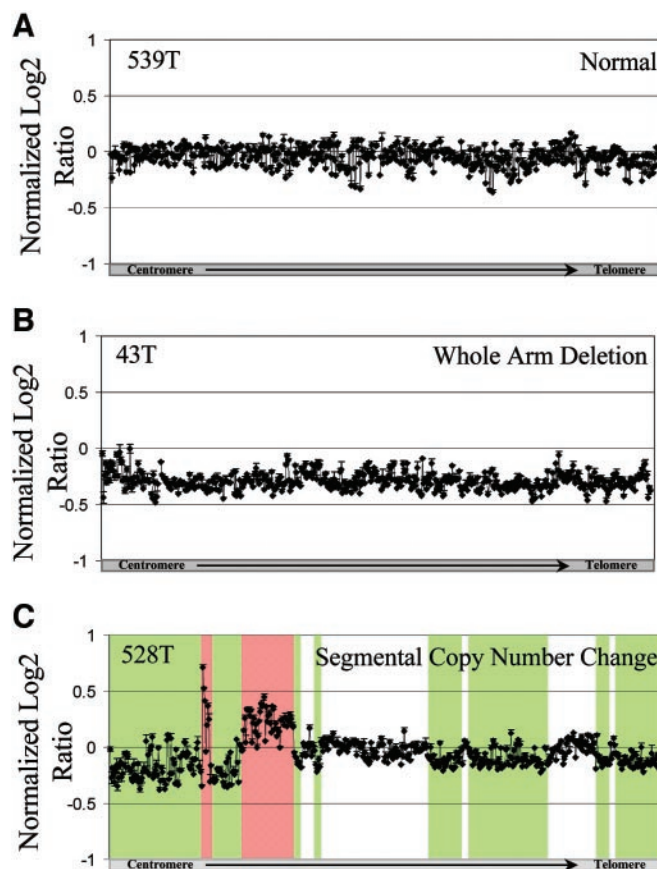 A
539T
Normal
Normalized Log2
Ratio
1
0.5
0
-0.5
-1
Centromere
Telomere
B
43T
Whole Arm Deletion
Normalized Log2
Ratio
1
0.5
0
-0.5
-1
Centromere
Telomere
C
528T
Segmental Copy Number Change
Normalized Log2
Ratio
1
0.5
0
-0.5
-1
Centromere
Telomere